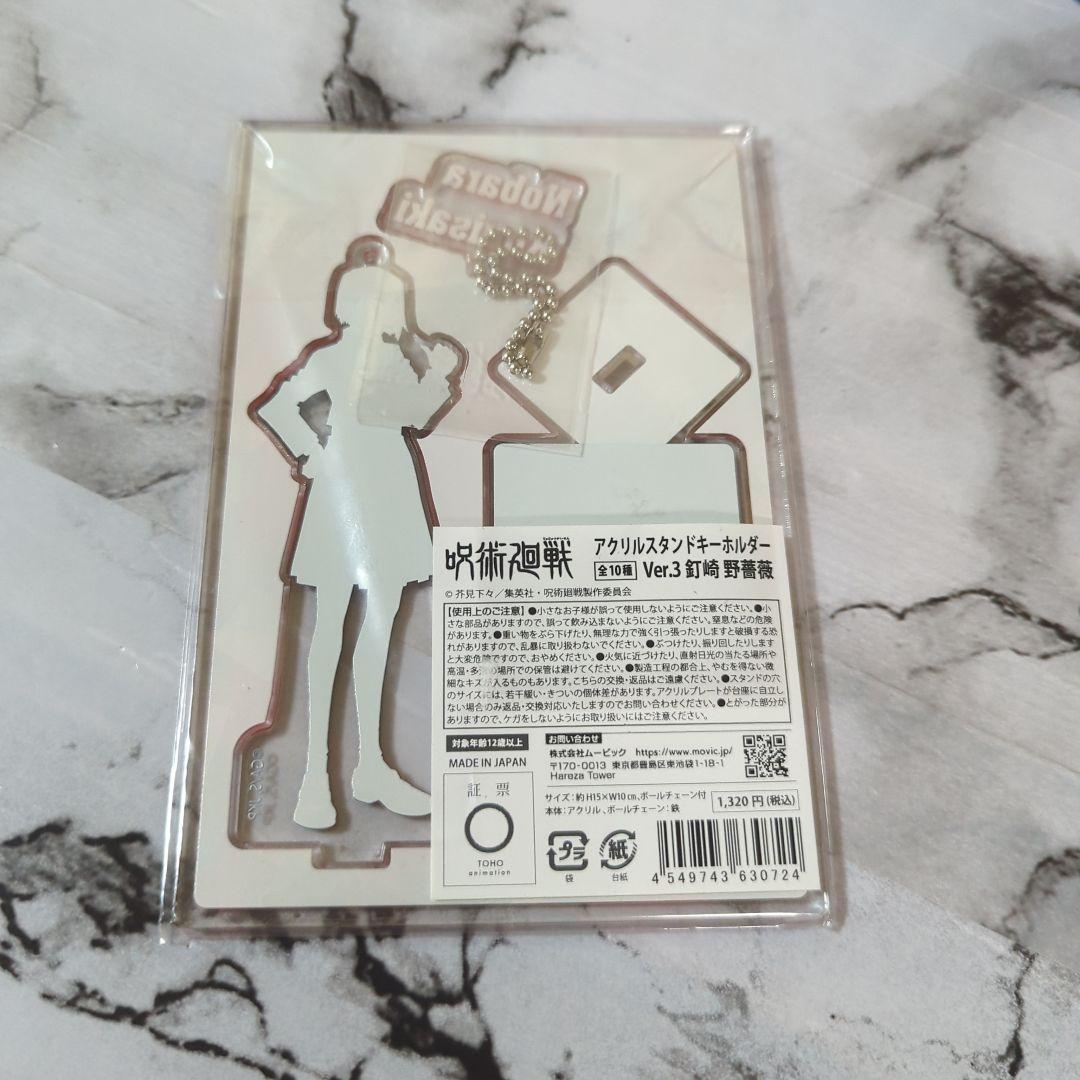 Nobara
呪術廻戦
アクリルスタンドキーホルダー
全10種 Ver.3 釘崎 野薔薇
© 芥見下々／集英社・呪術廻戦製作委員会
【使用上のご注意】●小さなお子様が誤って使用しないようにご注意ください。●小
さな部品がありますので、誤って飲み込まないようにご注意ください。窒息などの危険
があります。●重い物をぶら下げたり、無理な力で強く引っ張ったりしますと破損する恐
れがありますので、乱暴に取り扱わないでください。●ぶつけたり、振り回したりします
と大変危険ですので、おやめください。●火気に近づけたり、直射日光の当たる場所や
高温・多湿の場所での保管は避けてください。●製造工程の都合上、やむを得ない微
細なキズが入るものもあります。こちらの交換・返品はご遠慮ください。●スタンドの穴
のサイズには、若干緩い・きついの個体差があります。アクリルプレートが台座に自立し
ない場合のみ返品・交換対応いたしますのでお問い合わせください。●とがった部分が
ありますので、ケガをしないようにお取り扱いにはご注意ください。
対象年齢12歳以上
MADE IN JAPAN
お問い合わせ
株式会社ムービック https://www.movic.jp/
〒170-0013 東京都豊島区東池袋1-18-1
Hareza Tower
証 票
TOHO
animation
サイズ：約H15×W10㎝、ボールチェーン付
本体：アクリル、ボールチェーン：鉄
1,320円(税込)
プラ
袋
紙
台紙
4 549743 630724